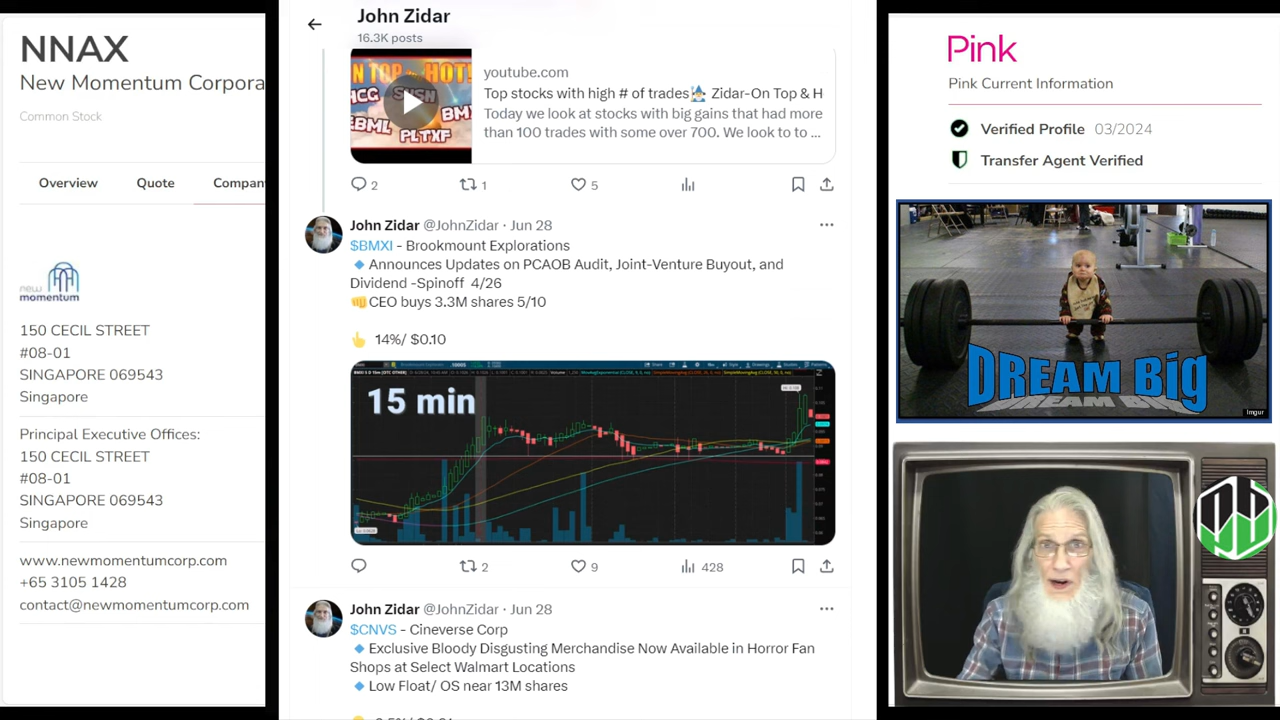 NNAX
New Momentum Corpora
Common Stock
Overview
Quote
Compan
new
momentum
150 CECIL STREET
#08-01
SINGAPORE 069543
Singapore
Principal Executive Offices:
150 CECIL STREET
#08-01
SINGAPORE 069543
Singapore
www.newmomentumcorp.com
+65 3105 1428
contact@newmomentumcorp.com
John Zidar
16.3K posts
N TOP HOT!
BM
PLTXF
youtube.com
Top stocks with high # of trades🧙‍♂️ Zidar-On Top & H
Today we look at stocks with big gains that had more
than 100 trades with some over 700. We look to to ...
2
1
5
John Zidar @JohnZidar · Jun 28
$BMXI - Brookmount Explorations
🔹Announces Updates on PCAOB Audit, Joint-Venture Buyout, and
Dividend -Spinoff 4/26
👊CEO buys 3.3M shares 5/10
👆 14%/ $0.10
15 min
2
9
428
John Zidar @JohnZidar · Jun 28
$CNVS - Cineverse Corp
🔹Exclusive Bloody Disgusting Merchandise Now Available in Horror Fan
Shops at Select Walmart Locations
🔹Low Float/ OS near 13M shares
Pink
Pink Current Information
Verified Profile 03/2024
Transfer Agent Verified
DREAM Big
Imgur